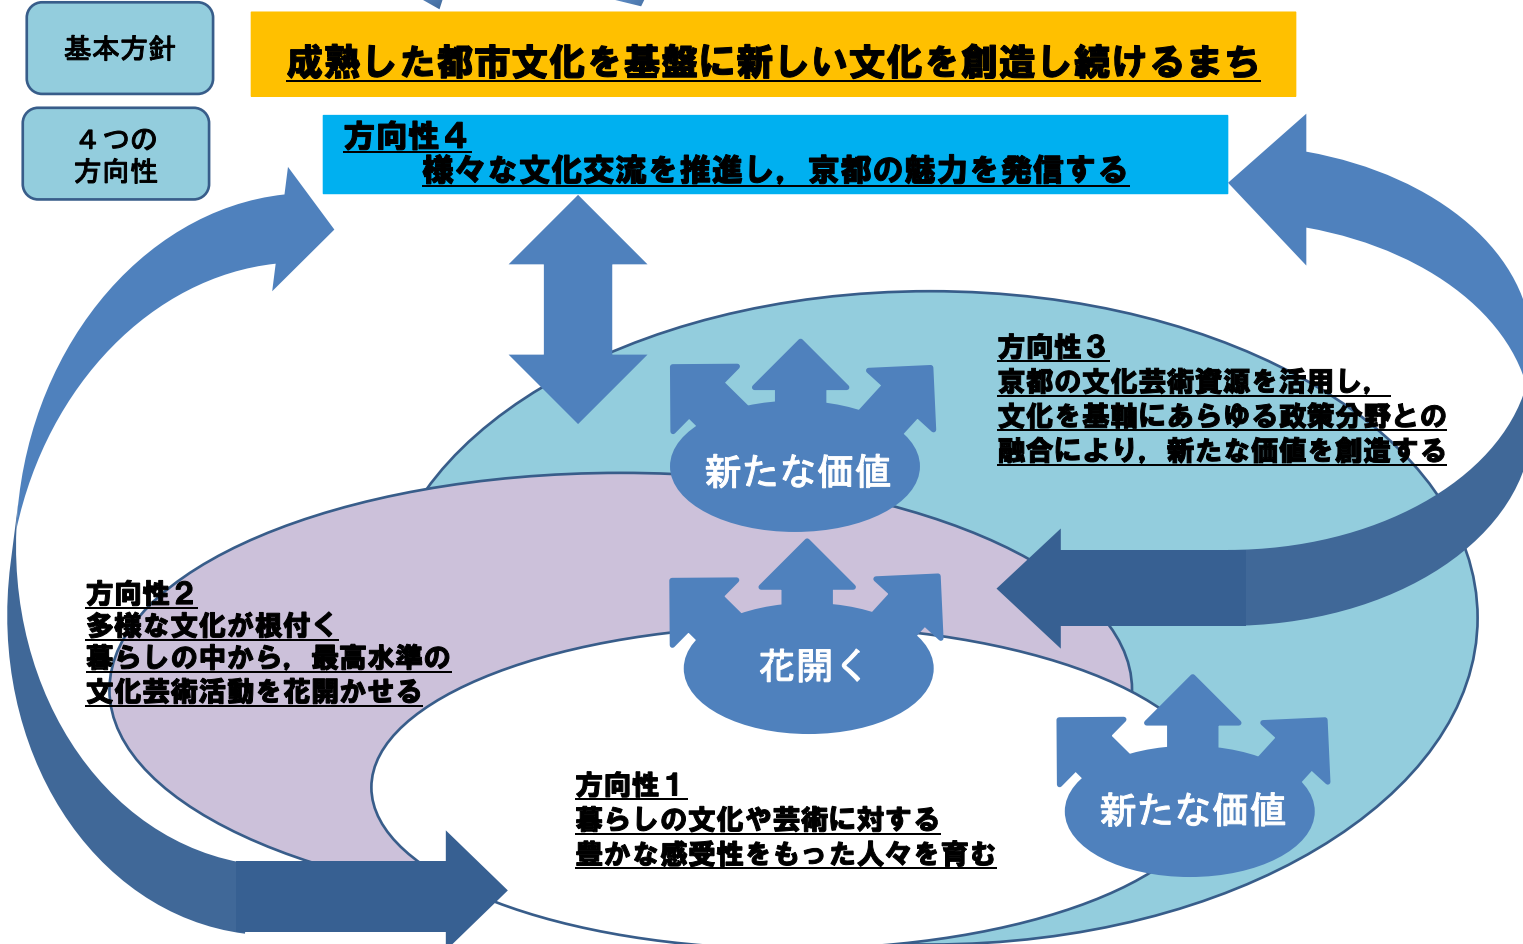 基本方針
成熟した都市文化を基盤に新しい文化を創造し続けるまち
４つの
方向性
方向性４
様々な文化交流を推進し，京都の魅力を発信する
方向性３
京都の文化芸術資源を活用し，
文化を基軸にあらゆる政策分野との
融合により，新たな価値を創造する
新たな価値
方向性２
多様な文化が根付く
暮らしの中から，最高水準の
文化芸術活動を花開かせる
花開く
方向性１
暮らしの文化や芸術に対する
豊かな感受性をもった人々を育む
新たな価値